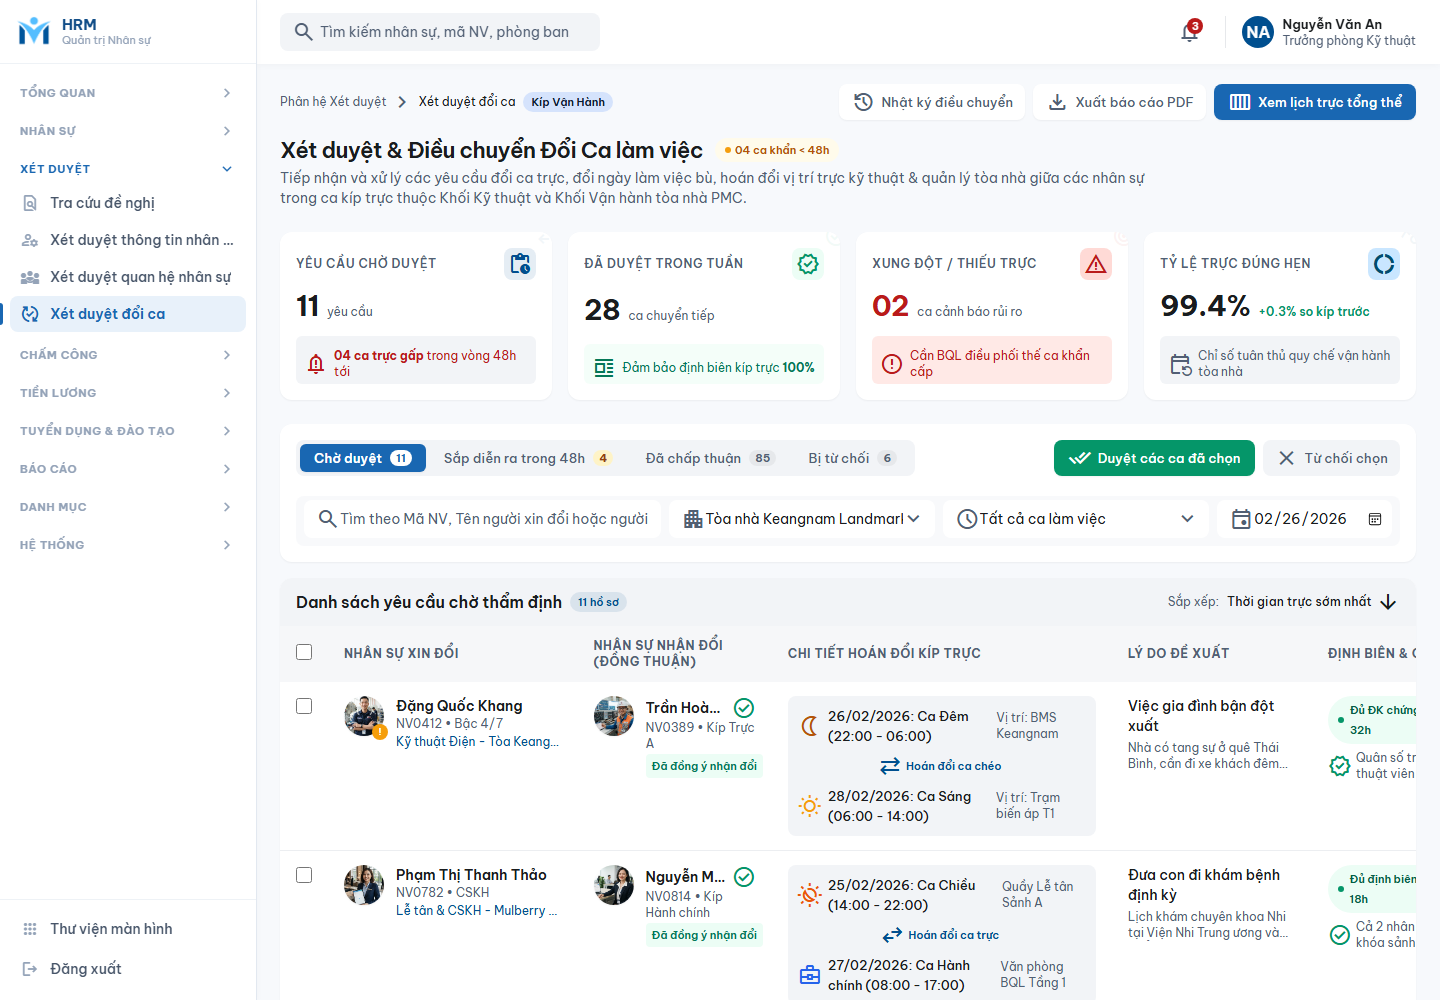 HRM
Quản trị Nhân sự
TỔNG QUAN
NHÂN SỰ
XÉT DUYỆT
Tra cứu đề nghị
Xét duyệt thông tin nhân ...
Xét duyệt quan hệ nhân sự
Xét duyệt đổi ca
CHẤM CÔNG
TIỀN LƯƠNG
TUYỂN DỤNG & ĐÀO TẠO
BÁO CÁO
DANH MỤC
HỆ THỐNG
Thư viện màn hình
Đăng xuất
Tìm kiếm nhân sự, mã NV, phòng ban
3
NA
Nguyễn Văn An
Trưởng phòng Kỹ thuật
Phân hệ Xét duyệt
Xét duyệt đổi ca
Kíp Vận Hành
Nhật ký điều chuyển
Xuất báo cáo PDF
Xem lịch trực tổng thể
Xét duyệt & Điều chuyển Đổi Ca làm việc
04 ca khẩn < 48h
Tiếp nhận và xử lý các yêu cầu đổi ca trực, đổi ngày làm việc bù, hoán đổi vị trí trực kỹ thuật & quản lý tòa nhà giữa các nhân sự
trong ca kíp trực thuộc Khối Kỹ thuật và Khối Vận hành tòa nhà PMC.
YÊU CẦU CHỜ DUYỆT
11 yêu cầu
04 ca trực gấp trong vòng 48h
tới
ĐÃ DUYỆT TRONG TUẦN
28 ca chuyển tiếp
Đảm bảo định biên kíp trực 100%
XUNG ĐỘT / THIẾU TRỰC
02 ca cảnh báo rủi ro
Cần BQL điều phối thế ca khẩn
cấp
TỶ LỆ TRỰC ĐÚNG HẸN
99.4% +0.3% so kíp trước
Chỉ số tuân thủ quy chế vận hành
tòa nhà
Chờ duyệt 11
Sắp diễn ra trong 48h 4
Đã chấp thuận 85
Bị từ chối 6
Duyệt các ca đã chọn
Từ chối chọn
Tìm theo Mã NV, Tên người xin đổi hoặc người
Tòa nhà Keangnam Landmarl
Tất cả ca làm việc
02/26/2026
Danh sách yêu cầu chờ thẩm định
11 hồ sơ
Sắp xếp: Thời gian trực sớm nhất
NHÂN SỰ XIN ĐỔI
NHÂN SỰ NHẬN ĐỔI
(ĐỒNG THUẬN)
CHI TIẾT HOÁN ĐỔI KÍP TRỰC
LÝ DO ĐỀ XUẤT
ĐỊNH BIÊN &
Đặng Quốc Khang
NV0412 • Bậc 4/7
Kỹ thuật Điện - Tòa Keang...
Trần Hoà...
NV0389 • Kíp Trực
A
Đã đồng ý nhận đổi
26/02/2026: Ca Đêm
(22:00 - 06:00)
Vị trí: BMS
Keangnam
Hoán đổi ca chéo
28/02/2026: Ca Sáng
(06:00 - 14:00)
Vị trí: Trạm
biến áp T1
Việc gia đình bận đột
xuất
Nhà có tang sự ở quê Thái
Bình, cần đi xe khách đêm...
Đủ ĐK chứng
32h
Quân số tr
thuật viên
Phạm Thị Thanh Thảo
NV0782 • CSKH
Lễ tân & CSKH - Mulberry ...
Nguyễn M...
NV0814 • Kíp
Hành chính
Đã đồng ý nhận đổi
25/02/2026: Ca Chiều
(14:00 - 22:00)
Quầy Lễ tân
Sảnh A
Hoán đổi ca trực
27/02/2026: Ca Hành
chính (08:00 - 17:00)
Văn phòng
BQL Tầng 1
Đưa con đi khám bệnh
định kỳ
Lịch khám chuyên khoa Nhi
tại Viện Nhi Trung ương và...
Đủ định biên
18h
Cả 2 nhân
khóa sảnh